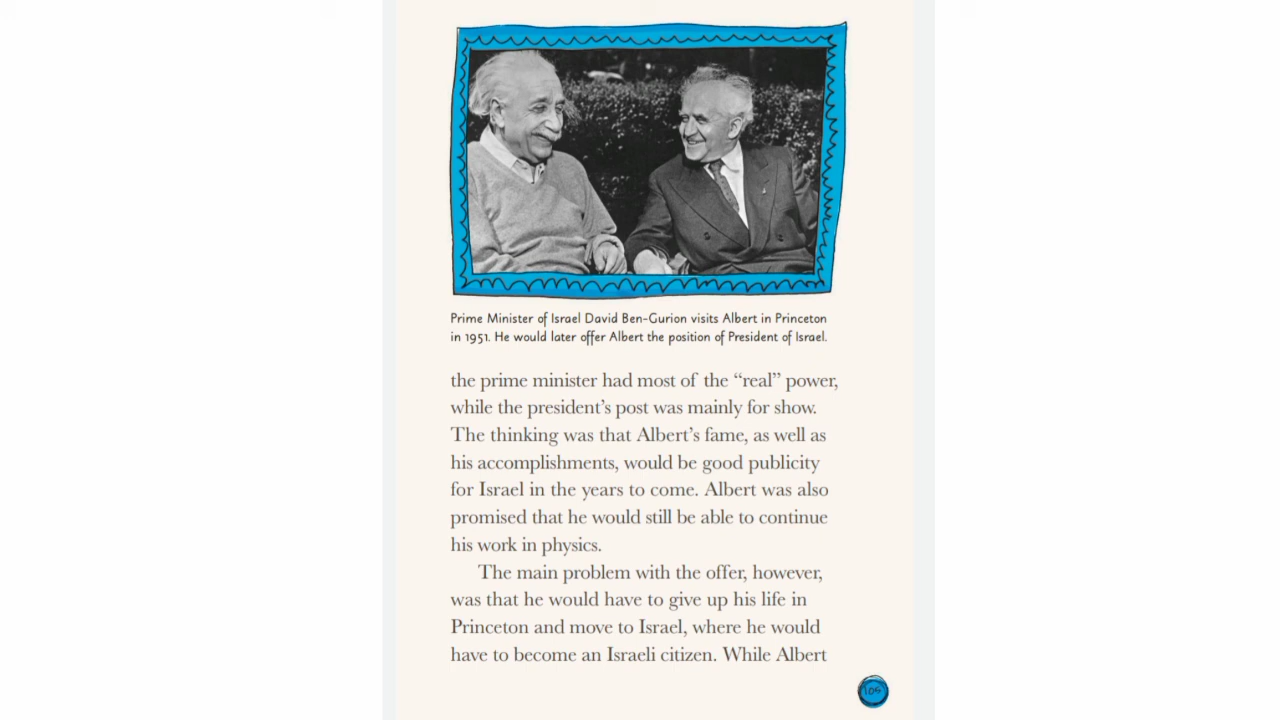 Prime Minister of Israel David Ben-Gurion visits Albert in Princeton
in 1951. He would later offer Albert the position of President of Israel.
the prime minister had most of the “real” power,
while the president’s post was mainly for show.
The thinking was that Albert’s fame, as well as
his accomplishments, would be good publicity
for Israel in the years to come. Albert was also
promised that he would still be able to continue
his work in physics.
The main problem with the offer, however,
was that he would have to give up his life in
Princeton and move to Israel, where he would
have to become an Israeli citizen. While Albert
105